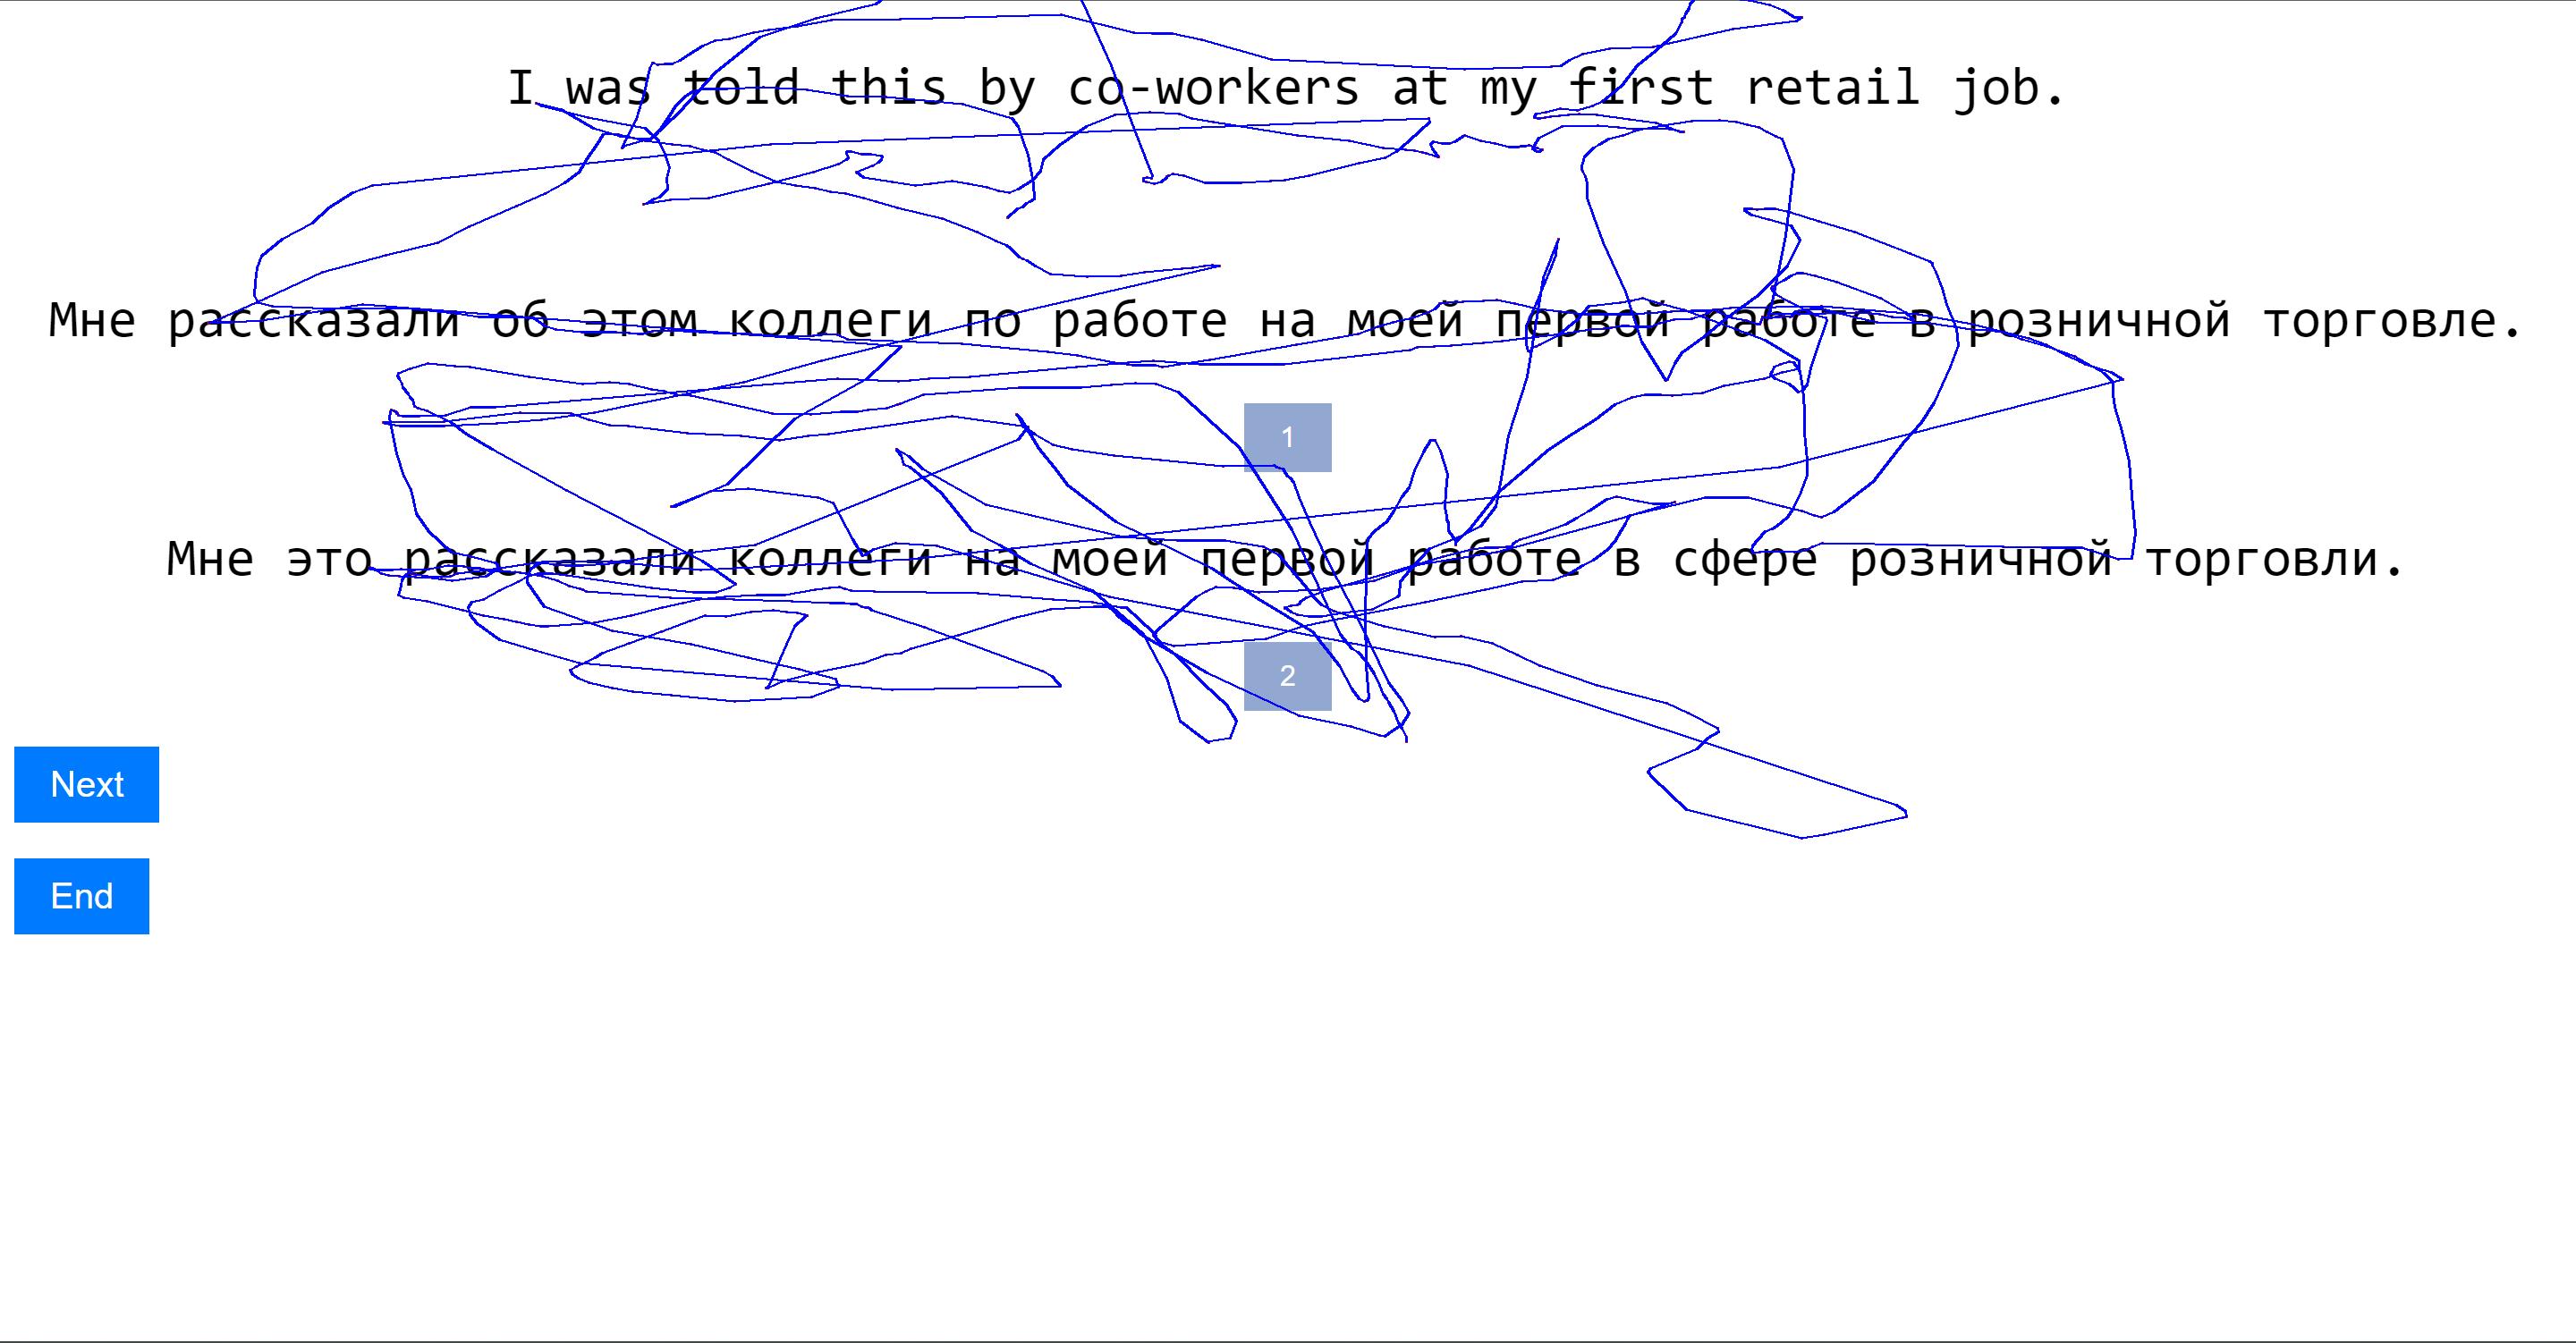 I was told this by co-workers at my first retail job.
Мне рассказали об этом коллеги по работе на моей первой работе в розничной торговле.
1
Мне это рассказали коллеги на моей первой работе в сфере розничной торговли.
2
Next
End